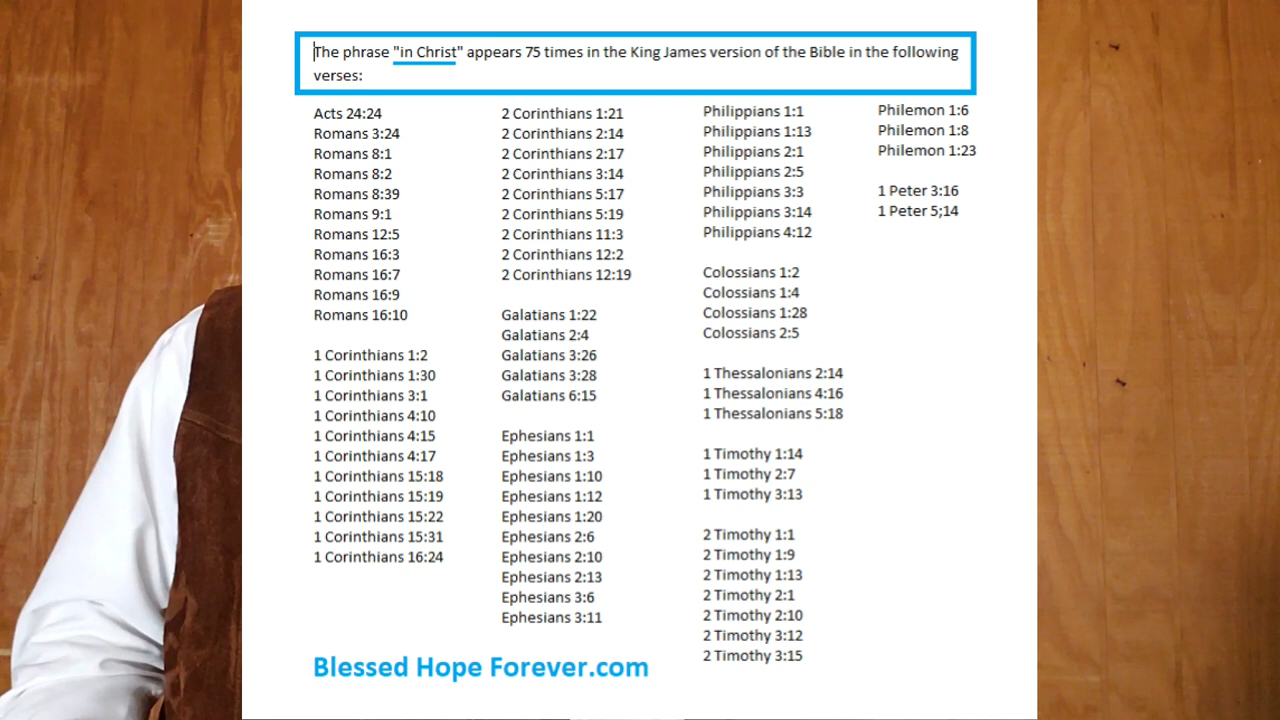 The phrase "in Christ" appears 75 times in the King James version of the Bible in the following
verses:
Acts 24:24
Romans 3:24
Romans 8:1
Romans 8:2
Romans 8:39
Romans 9:1
Romans 12:5
Romans 16:3
Romans 16:7
Romans 16:9
Romans 16:10
1 Corinthians 1:2
1 Corinthians 1:30
1 Corinthians 3:1
1 Corinthians 4:10
1 Corinthians 4:15
1 Corinthians 4:17
1 Corinthians 15:18
1 Corinthians 15:19
1 Corinthians 15:22
1 Corinthians 15:31
1 Corinthians 16:24
2 Corinthians 1:21
2 Corinthians 2:14
2 Corinthians 2:17
2 Corinthians 3:14
2 Corinthians 5:17
2 Corinthians 5:19
2 Corinthians 11:3
2 Corinthians 12:2
2 Corinthians 12:19
Galatians 1:22
Galatians 2:4
Galatians 3:26
Galatians 3:28
Galatians 6:15
Ephesians 1:1
Ephesians 1:3
Ephesians 1:10
Ephesians 1:12
Ephesians 1:20
Ephesians 2:6
Ephesians 2:10
Ephesians 2:13
Ephesians 3:6
Ephesians 3:11
Philippians 1:1
Philippians 1:13
Philippians 2:1
Philippians 2:5
Philippians 3:3
Philippians 3:14
Philippians 4:12
Colossians 1:2
Colossians 1:4
Colossians 1:28
Colossians 2:5
1 Thessalonians 2:14
1 Thessalonians 4:16
1 Thessalonians 5:18
1 Timothy 1:14
1 Timothy 2:7
1 Timothy 3:13
2 Timothy 1:1
2 Timothy 1:9
2 Timothy 1:13
2 Timothy 2:1
2 Timothy 2:10
2 Timothy 3:12
2 Timothy 3:15
Philemon 1:6
Philemon 1:8
Philemon 1:23
1 Peter 3:16
1 Peter 5;14
Blessed Hope Forever.com